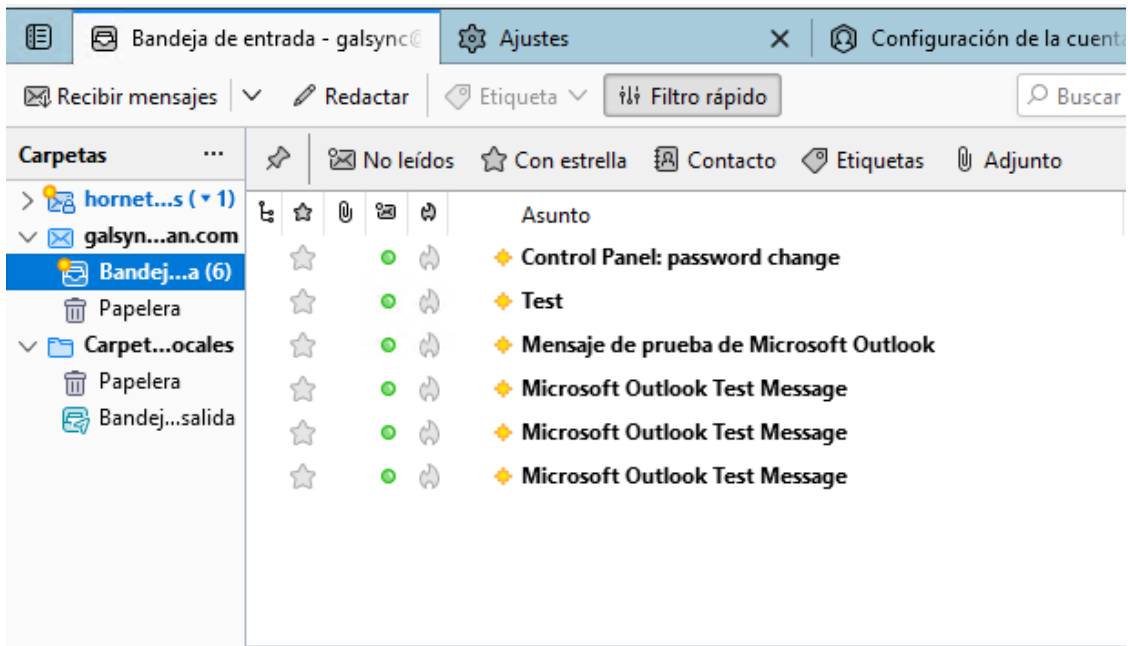 Bandeja de entrada - galsync@
Ajustes
Configuración de la cuenta
Recibir mensajes
Redactar
Etiqueta
Filtro rápido
Buscar
Carpetas ...
No leídos
Con estrella
Contacto
Etiquetas
Adjunto
hornet...s ( ▾ 1)
Asunto
galsyn...an.com
Control Panel: password change
Bandej...a (6)
Test
Papelera
Mensaje de prueba de Microsoft Outlook
Carpet...ocales
Microsoft Outlook Test Message
Papelera
Microsoft Outlook Test Message
Bandej...salida
Microsoft Outlook Test Message